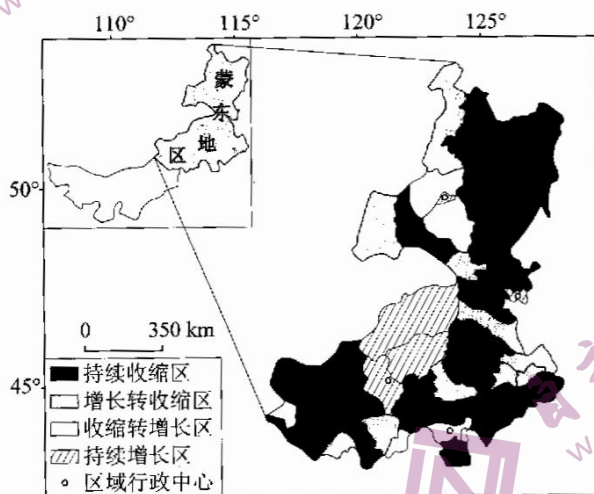 110° 115° 120° 125°
蒙
东
地
区
50°
45°
0 350 km
持续收缩区
增长转收缩区
收缩转增长区
持续增长区
区域行政中心